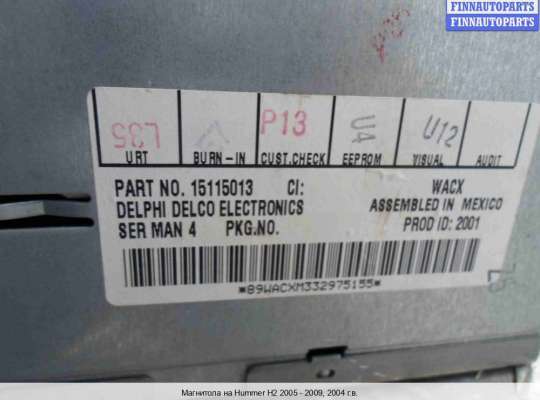 FINNAUTOPARTS
FINNAUTOPARTS
FINNAUTOPARTS
L35 V P13 U4 U12
URT BURN-IN CUST.CHECK EEPROM VISUAL AUDIT
PART NO. 15115013 CI: WACX
DELPHI DELCO ELECTRONICS ASSEMBLED IN MEXICO
SER MAN 4 PKG.NO. PROD ID: 2001
*89WACXM332975155*
Магнитола на Hummer H2 2005 - 2009, 2004 г.в.